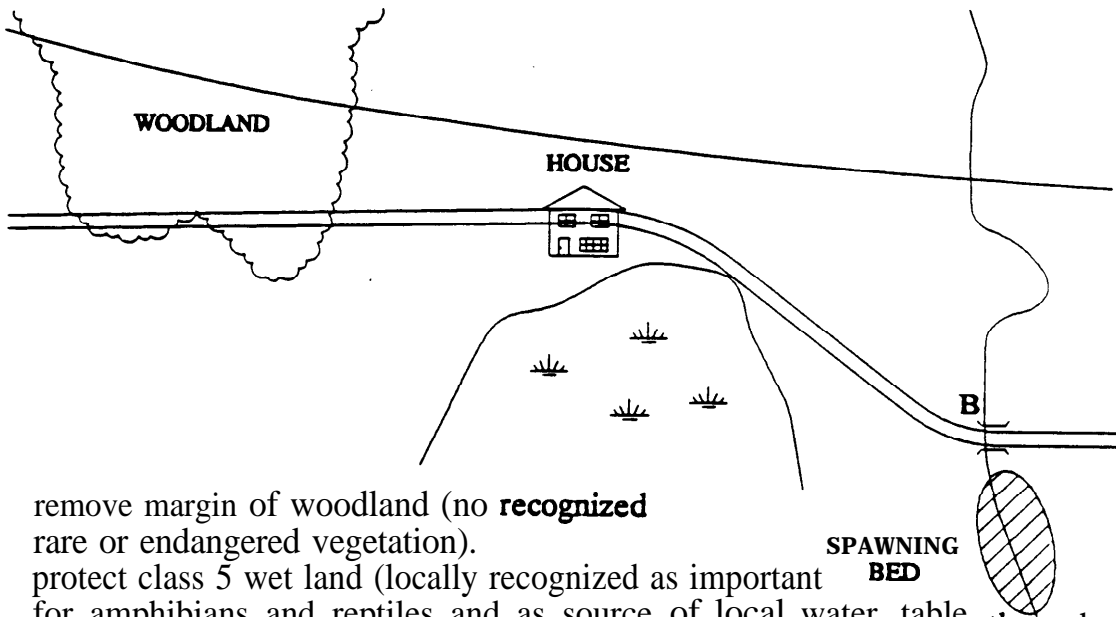 WOODLAND
HOUSE
B
remove margin of woodland (no recognized
rare or endangered vegetation).
SPAWNING
BED
protect class 5 wet land (locally recognized as important
for amphibians and reptiles and as source of local water table